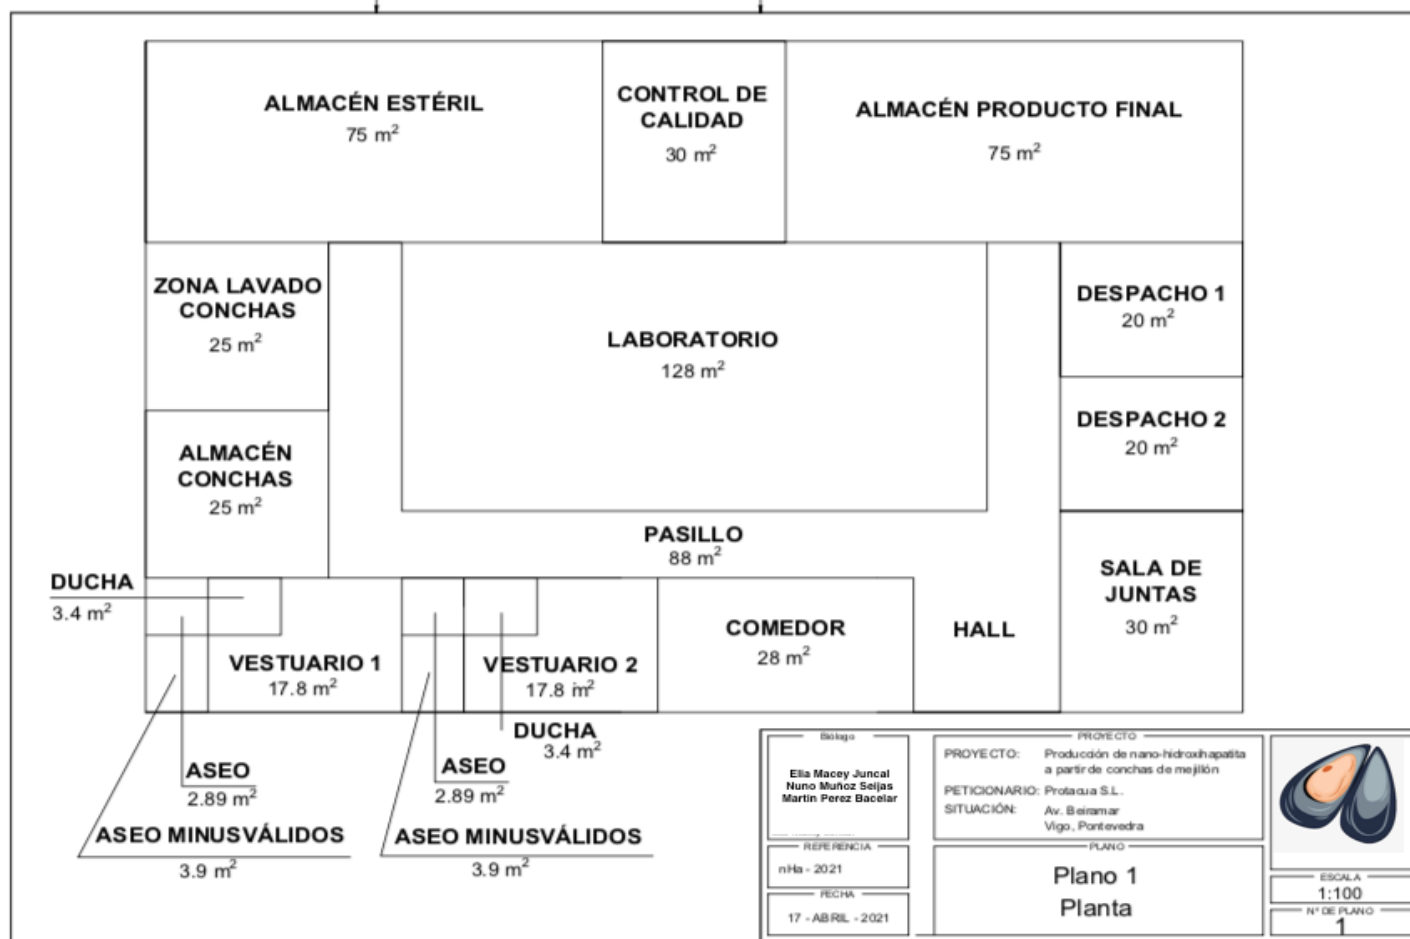 ALMACÉN ESTÉRIL
75 m²
CONTROL DE
CALIDAD
30 m²
ALMACÉN PRODUCTO FINAL
75 m²
ZONA LAVADO
CONCHAS
25 m²
LABORATORIO
128 m²
DESPACHO 1
20 m²
DESPACHO 2
20 m²
ALMACÉN
CONCHAS
25 m²
PASILLO
88 m²
SALA DE
JUNTAS
30 m²
DUCHA
3.4 m²
VESTUARIO 1
17.8 m²
VESTUARIO 2
17.8 m²
COMEDOR
28 m²
HALL
DUCHA
3.4 m²
ASEO
2.89 m²
ASEO
2.89 m²
ASEO MINUSVÁLIDOS
3.9 m²
ASEO MINUSVÁLIDOS
3.9 m²
Biólogo
Elia Macey Juncal
Nuno Muñoz Seijas
Martín Perez Bacelar
REFERENCIA
nHa - 2021
FECHA
17 - ABRIL - 2021
PROYECTO
PROYECTO: Producción de nano-hidroxihapatita
a partir de conchas de mejillón
PETICIONARIO: Protaqua S.L.
SITUACIÓN: Av. Beiramar
Vigo, Pontevedra
PLANO
Plano 1
Planta
ESCALA
1:100
Nº DE PLANO
1